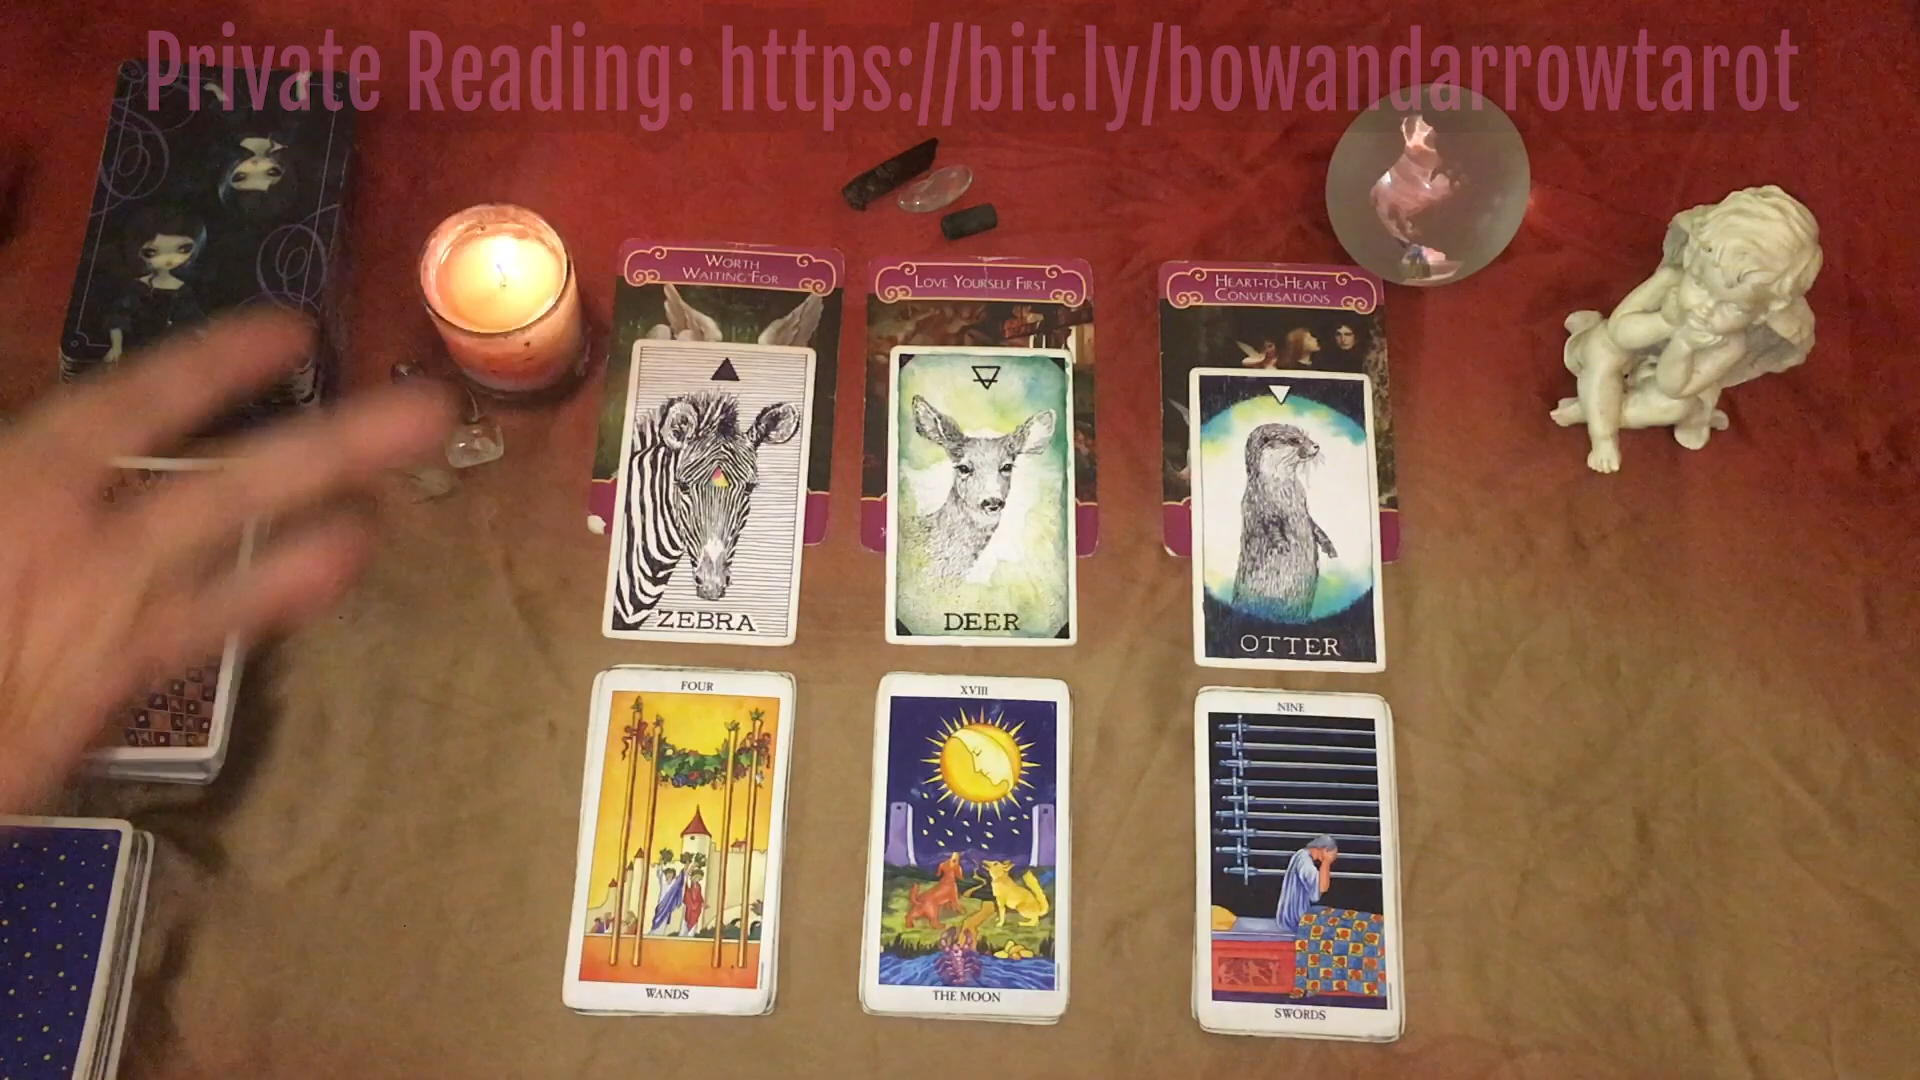 Private Reading: https://bit.ly/bowandarrowtarot
WORTH
WAITING FOR
LOVE YOURSELF FIRST
HEART-TO-HEART
CONVERSATIONS
ZEBRA
DEER
OTTER
FOUR
WANDS
XVIII
THE MOON
NINE
SWORDS